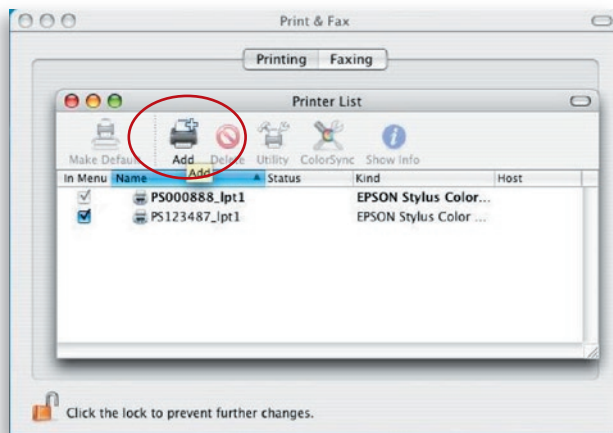 Print & Fax
Printing Faxing
Printer List
Make Default Add Delete Utility ColorSync Show Info
Add
In Menu Name Status Kind Host
PS000888_lpt1 EPSON Stylus Color...
PS123487_lpt1 EPSON Stylus Color ...
Click the lock to prevent further changes.